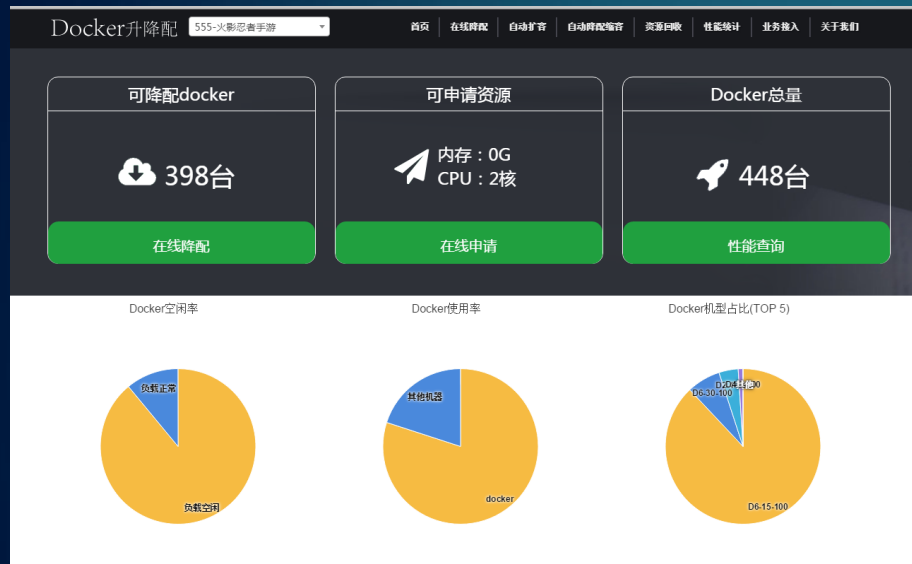 Docker升降配 555-火影忍者手游 首页 在线降配 自动扩容 自动降配缩容 资源回收 性能统计 业务接入 关于我们
可降配docker 可申请资源 Docker总量
398台 内存：0G 448台
CPU：2核
在线降配 在线申请 性能查询
Docker空闲率 Docker使用率 Docker机型占比(TOP 5)
负载正常 其他机器 其他
D6-30-100
负载空闲 docker D6-15-100